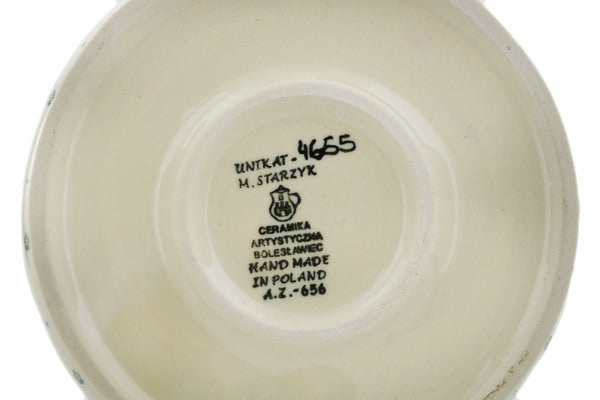 UNIKAT-4655
M. STARZYK
CERAMIKA
ARTYSTYCZNA
BOLESŁAWIEC
HAND MADE
IN POLAND
A.Z.-656